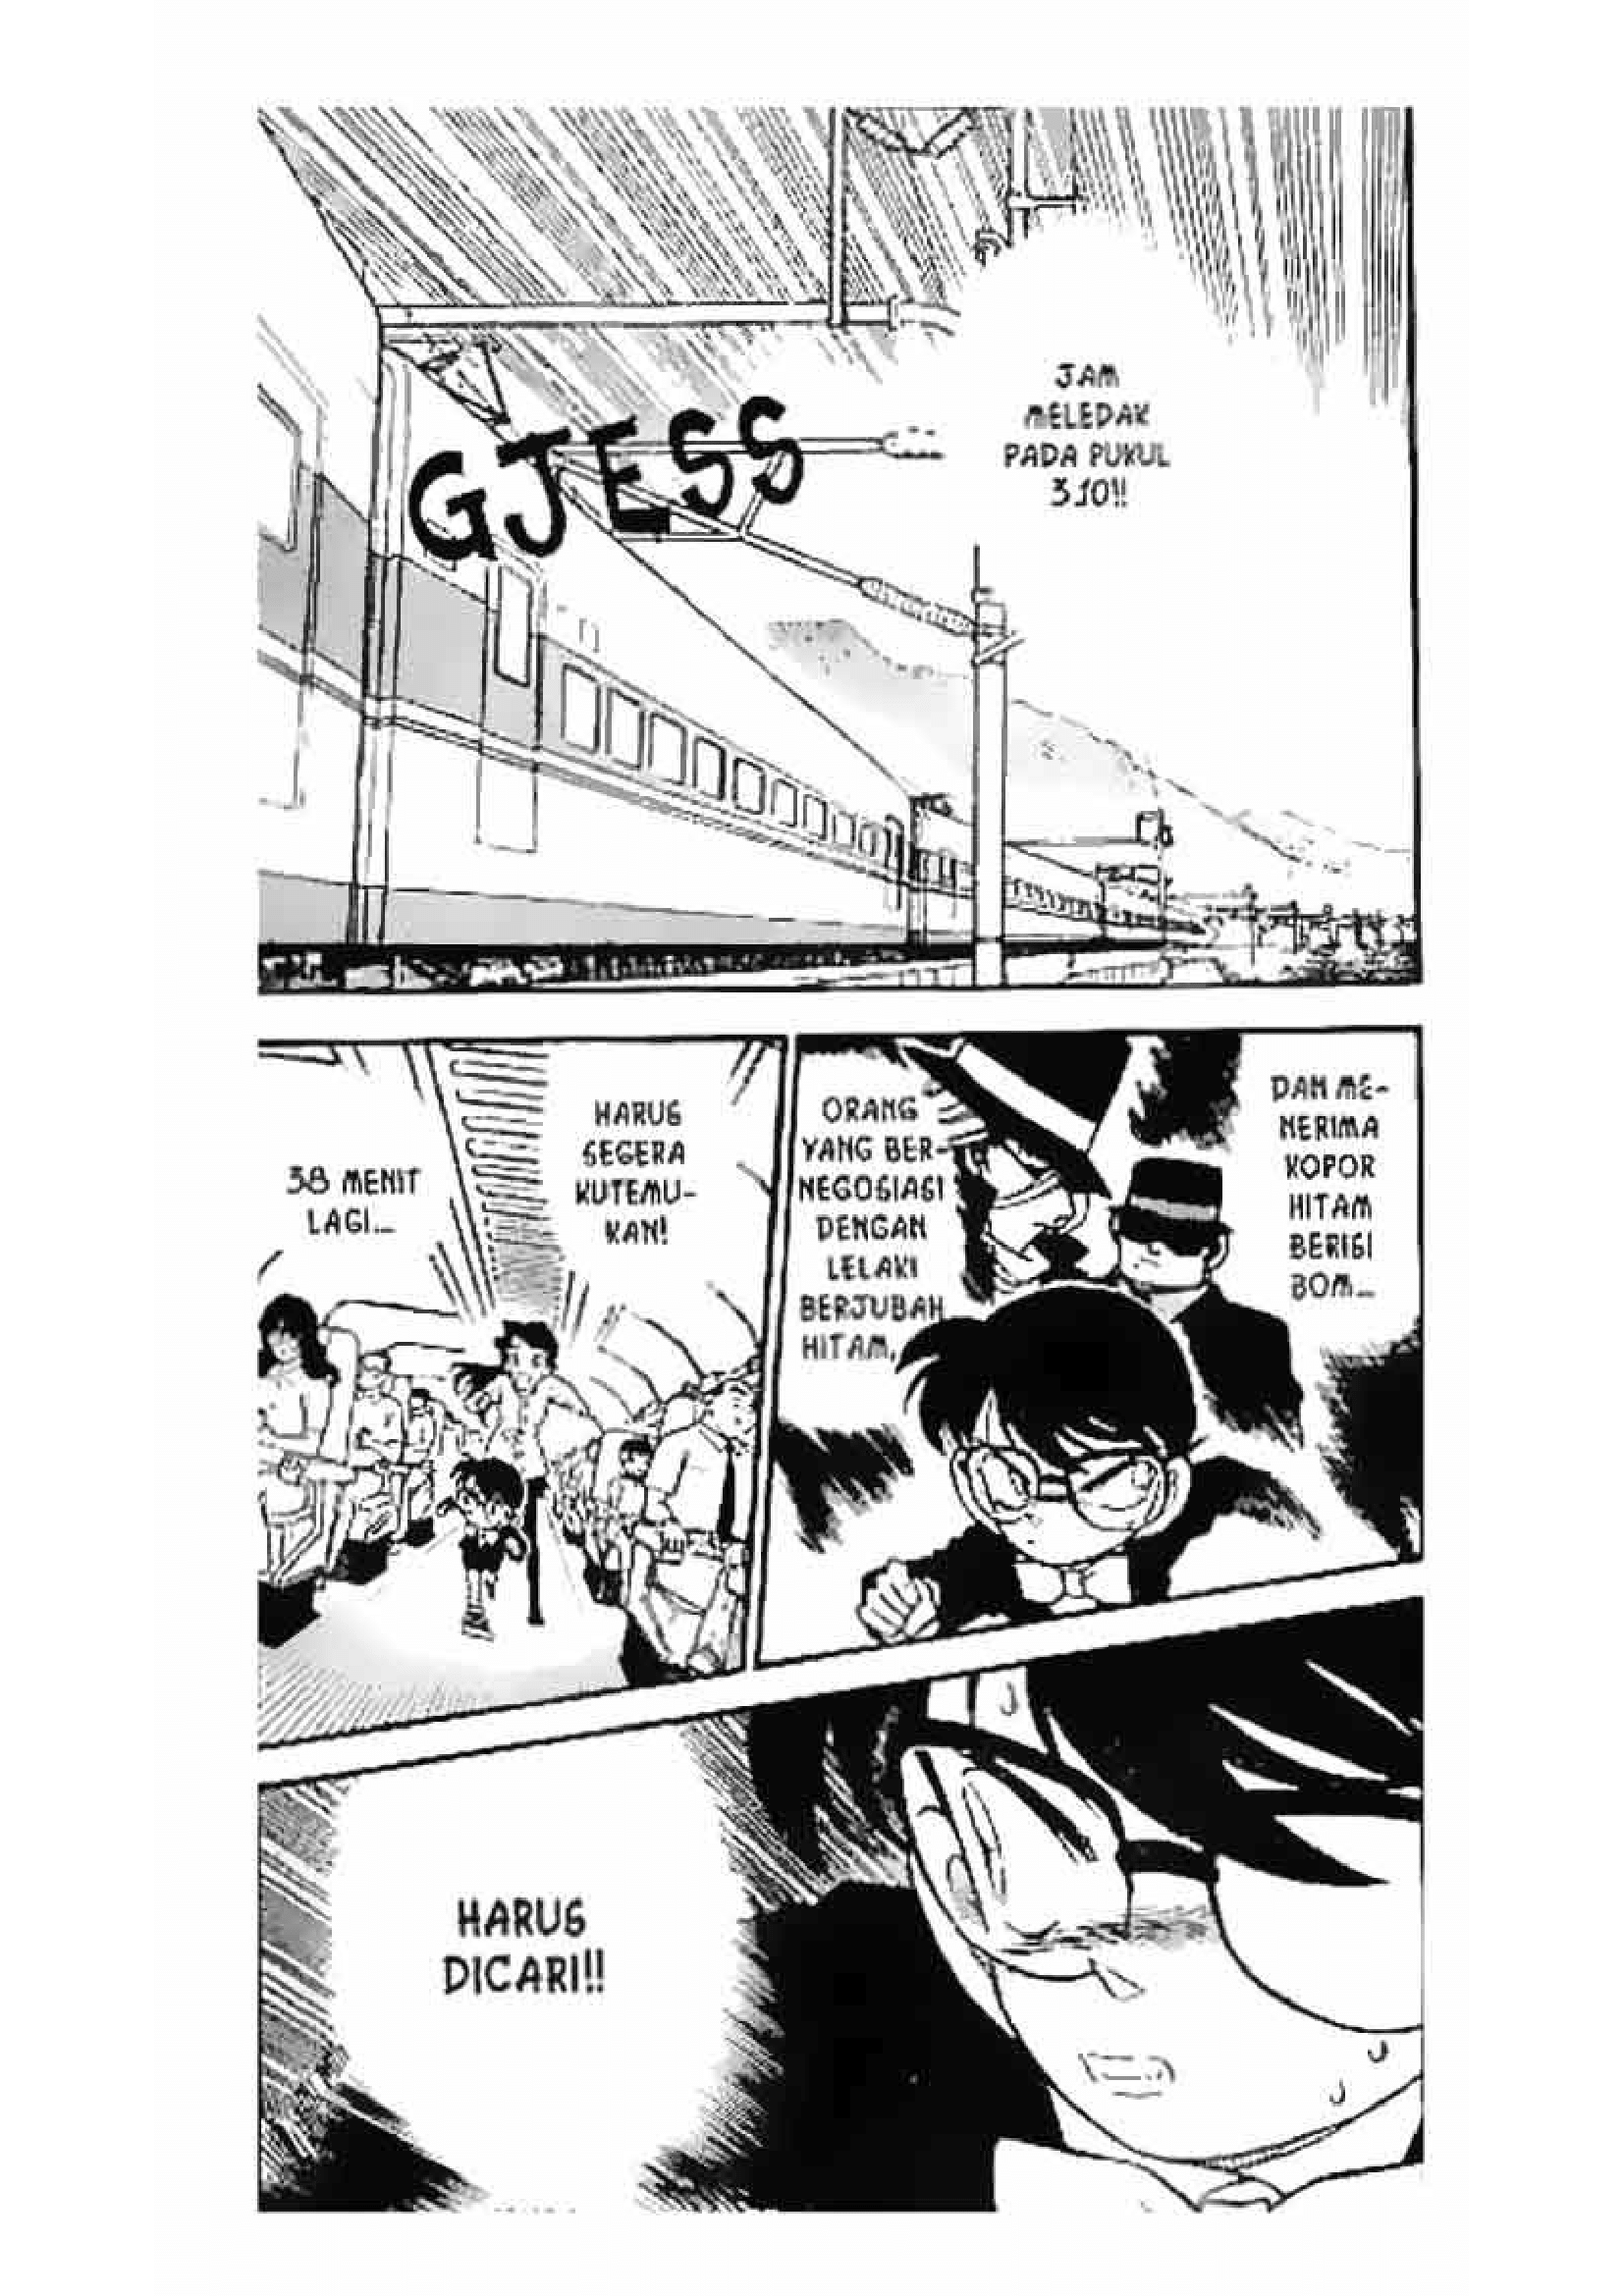 JAM
MELEDAK
PADA PUKUL
3.10!!
GJESS
DAN ME-
NERIMA
KOPOR
HITAM
BERISI
BOM...
ORANG
YANG BER-
NEGOSIASI
DENGAN
LELAKI
BERJUBAH
HITAM,
HARUS
SEGERA
KUTEMU-
KAN!
38 MENIT
LAGI...
HARUS
DICARI!!